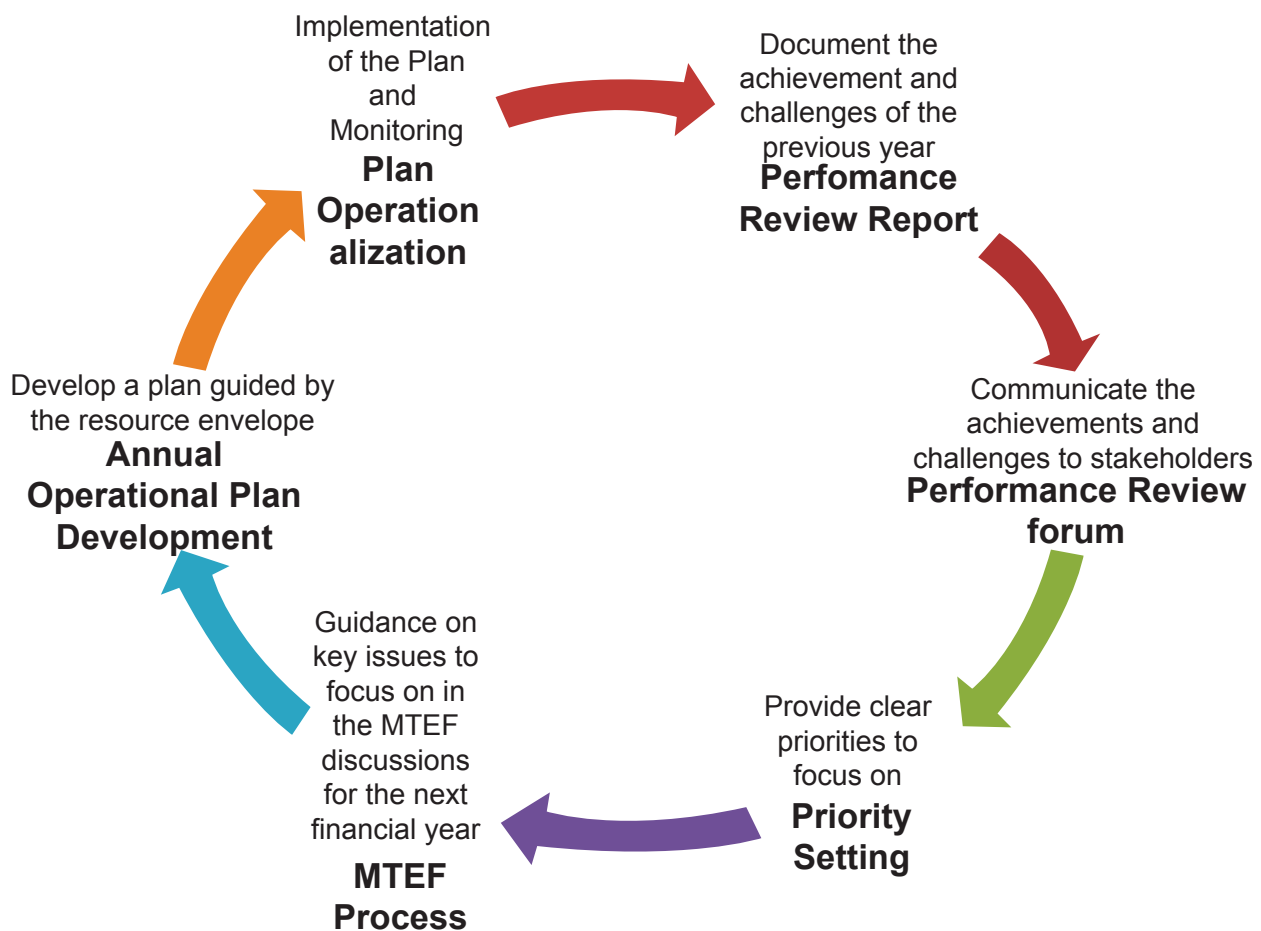 Implementation
of the Plan
and
Monitoring
Plan
Operation
alization
Document the
achievement and
challenges of the
previous year
Perfomance
Review Report
Communicate the
achievements and
challenges to stakeholders
Performance Review
forum
Provide clear
priorities to
focus on
Priority
Setting
Guidance on
key issues to
focus on in
the MTEF
discussions
for the next
financial year
MTEF
Process
Develop a plan guided by
the resource envelope
Annual
Operational Plan
Development